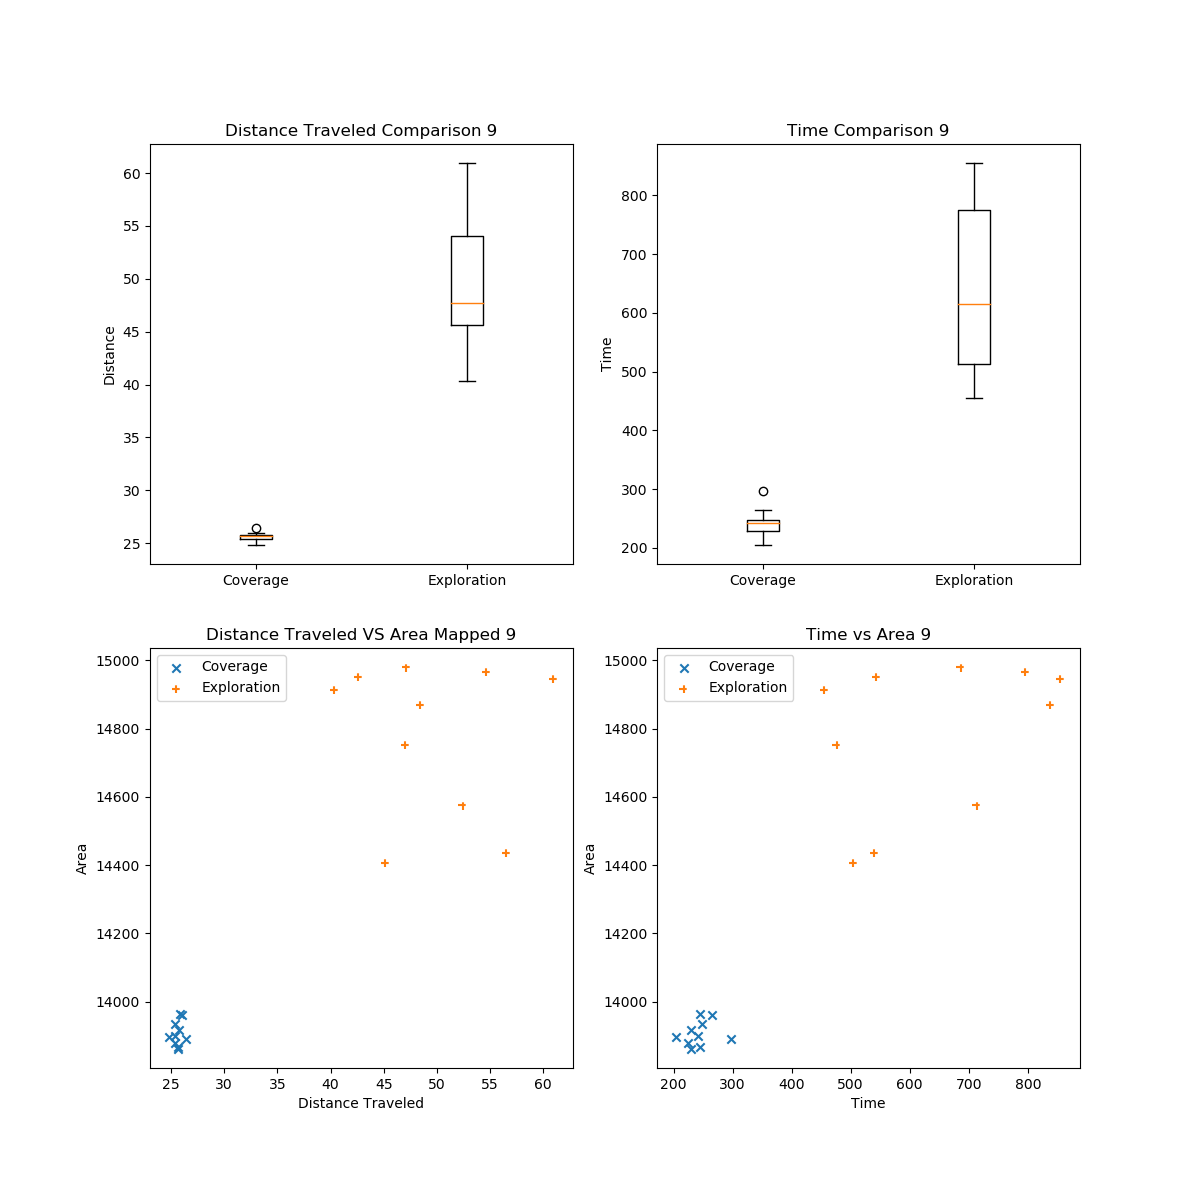 Distance Traveled Comparison 9
Distance
60
55
50
45
40
35
30
25
Coverage
Exploration
Time Comparison 9
Time
800
700
600
500
400
300
200
Coverage
Exploration
Distance Traveled VS Area Mapped 9
Coverage
Exploration
Area
15000
14800
14600
14400
14200
14000
25
30
35
40
45
50
55
60
Distance Traveled
Time vs Area 9
Coverage
Exploration
Area
15000
14800
14600
14400
14200
14000
200
300
400
500
600
700
800
Time